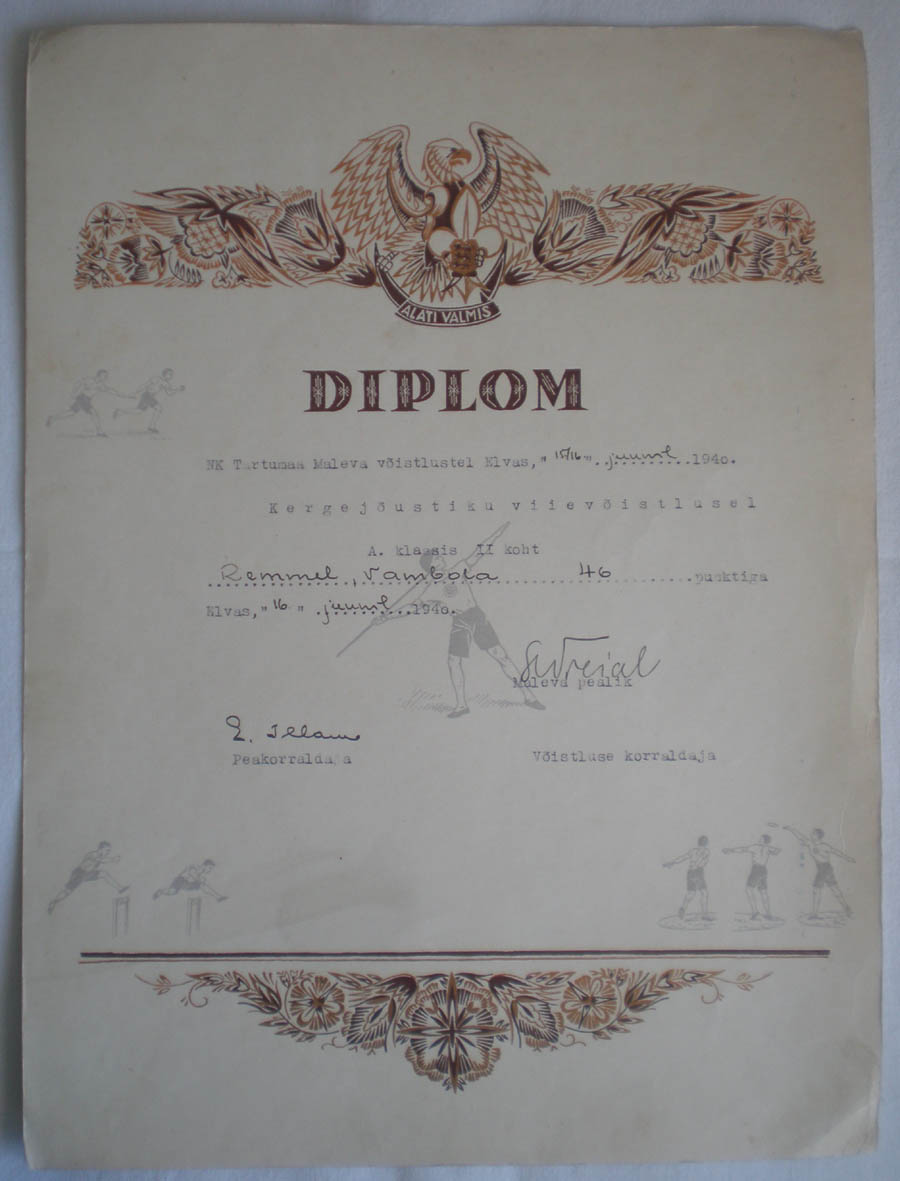 ALATI VALMIS
DIPLOM
NK Tartumaa Maleva võistlustel Elvas, "15/16" juunil 1940.
Kergejõustiku viievõistlusel
A. klassis II koht
Remmel, Vambola 46 punktiga
Elvas, "16" juunil 1940.
Maleva pealik
Peakorraldaja Võistluse korraldaja